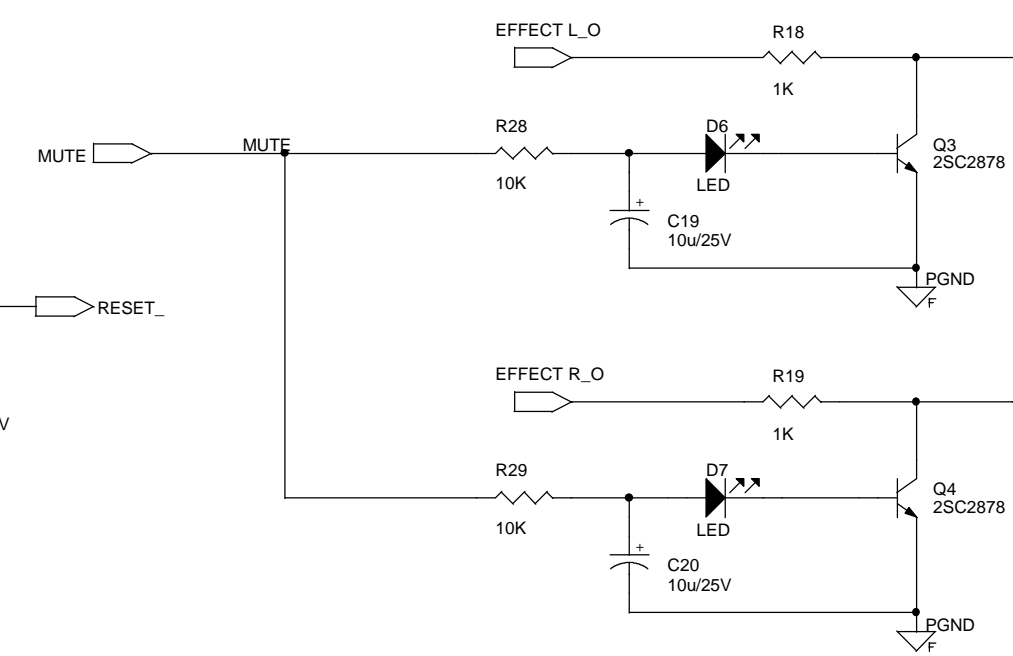 EFFECT L_O
R18
1K
MUTE
MUTE
R28
10K
D6
LED
Q3
2SC2878
+
C19
10u/25V
PGND
F
RESET_
EFFECT R_O
R19
1K
V
R29
10K
D7
LED
Q4
2SC2878
+
C20
10u/25V
PGND
F